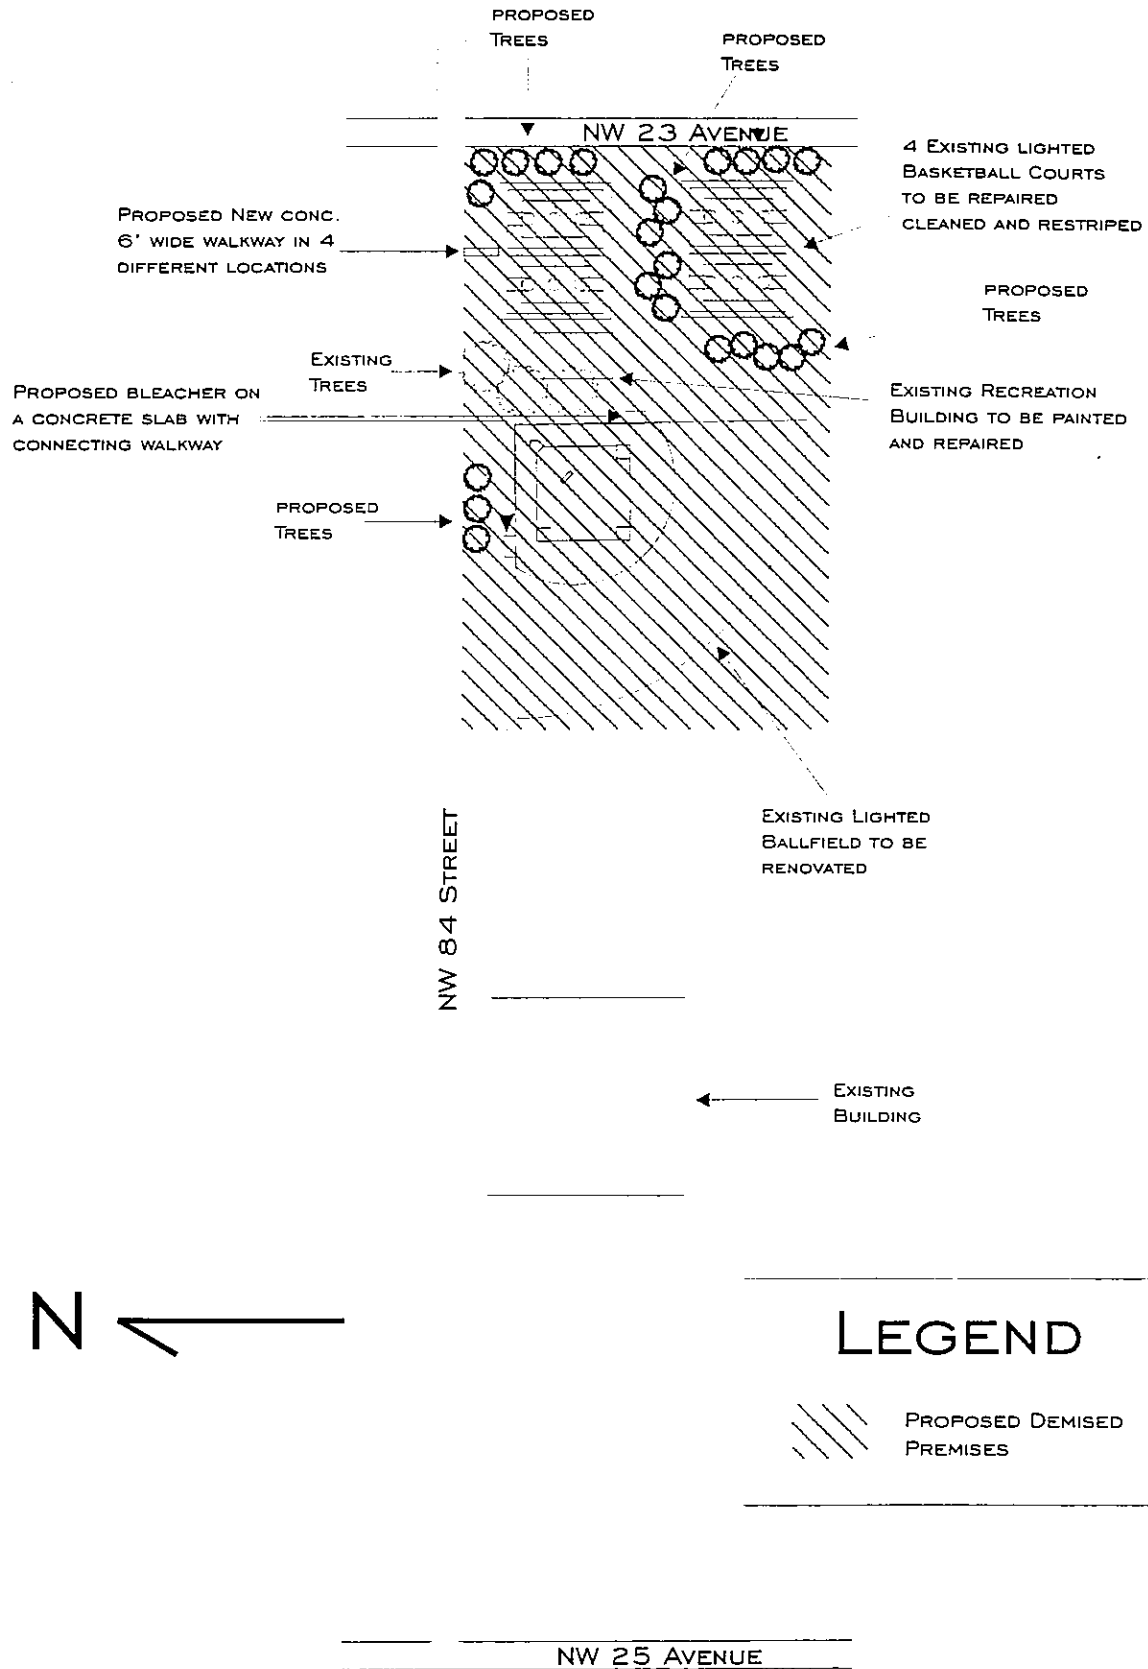 PROPOSED
TREES
PROPOSED
TREES
NW 23 AVENUE
4 EXISTING LIGHTED
BASKETBALL COURTS
TO BE REPAIRED
CLEANED AND RESTRIPED
PROPOSED NEW CONC.
6' WIDE WALKWAY IN 4
DIFFERENT LOCATIONS
PROPOSED
TREES
EXISTING
TREES
PROPOSED BLEACHER ON
A CONCRETE SLAB WITH
CONNECTING WALKWAY
EXISTING RECREATION
BUILDING TO BE PAINTED
AND REPAIRED
PROPOSED
TREES
EXISTING LIGHTED
BALLFIELD TO BE
RENOVATED
NW 84 STREET
EXISTING
BUILDING
N
LEGEND
PROPOSED DEMISED
PREMISES
NW 25 AVENUE